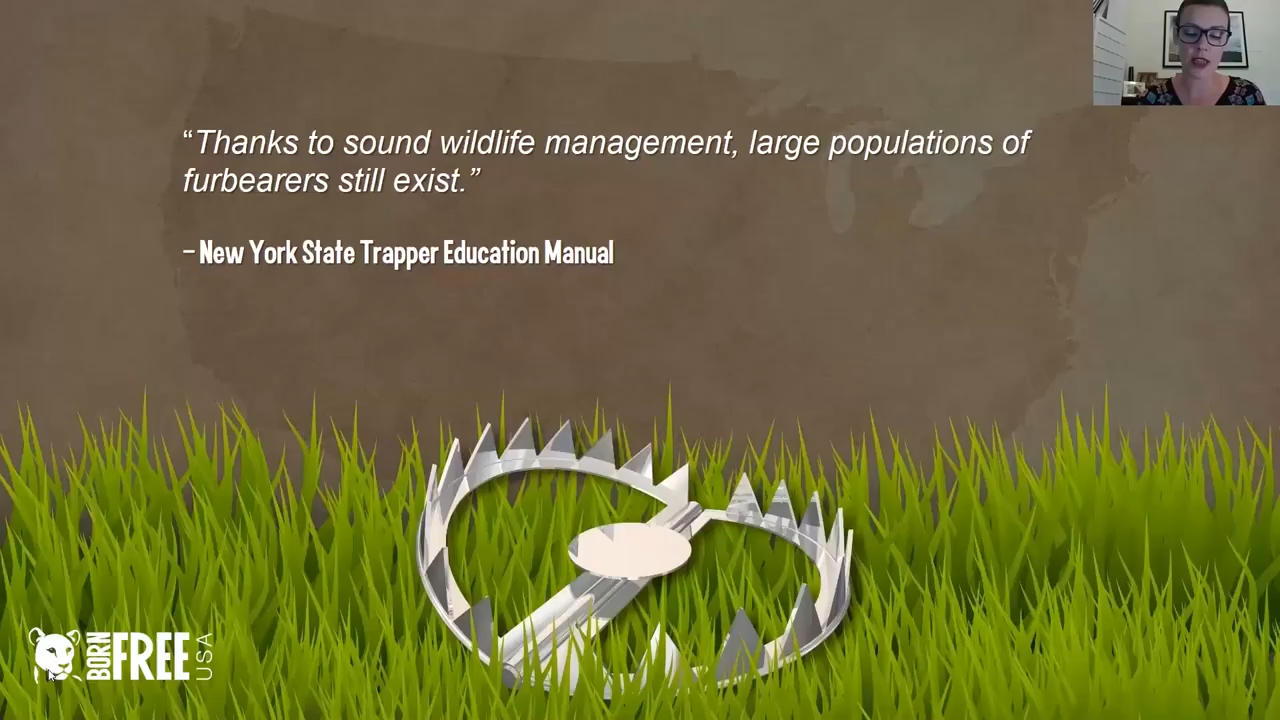 “Thanks to sound wildlife management, large populations of
furbearers still exist.”
– New York State Trapper Education Manual
BORN
FREE
USA